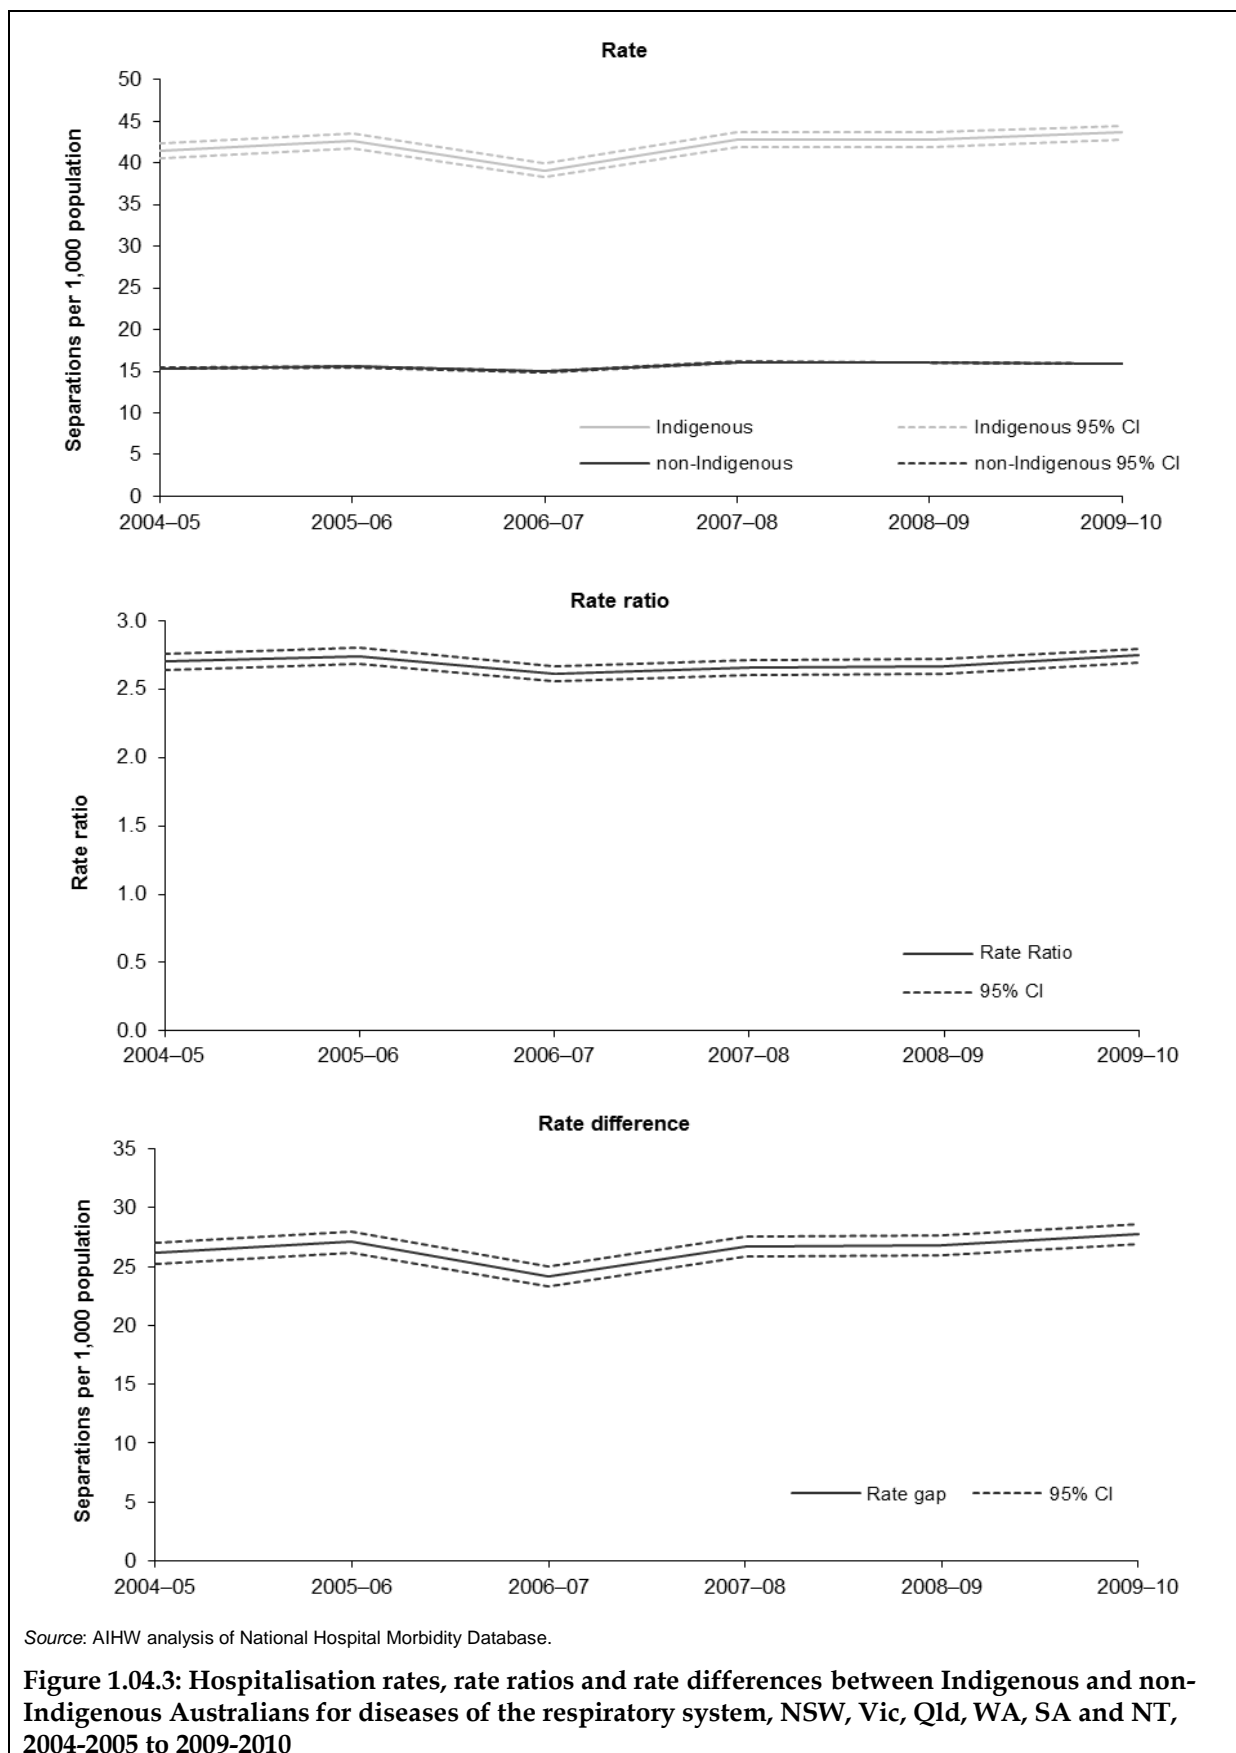 Rate
Separations per 1,000 population
50
45
40
35
30
25
20
15
10
5
0
Indigenous
Indigenous 95% CI
non-Indigenous
non-Indigenous 95% CI
2004–05 2005–06 2006–07 2007–08 2008–09 2009–10
Rate ratio
Rate ratio
3.0
2.5
2.0
1.5
1.0
0.5
0.0
Rate Ratio
95% CI
2004–05 2005–06 2006–07 2007–08 2008–09 2009–10
Rate difference
Separations per 1,000 population
35
30
25
20
15
10
5
0
Rate gap 95% CI
2004–05 2005–06 2006–07 2007–08 2008–09 2009–10
Source: AIHW analysis of National Hospital Morbidity Database.
Figure 1.04.3: Hospitalisation rates, rate ratios and rate differences between Indigenous and non-
Indigenous Australians for diseases of the respiratory system, NSW, Vic, Qld, WA, SA and NT,
2004-2005 to 2009-2010